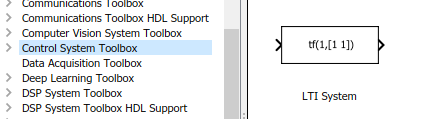 Communications Toolbox
Communications Toolbox HDL Support
Computer Vision System Toolbox
Control System Toolbox
Data Acquisition Toolbox
Deep Learning Toolbox
DSP System Toolbox
DSP System Toolbox HDL Support
tf(1,[1 1])
LTI System